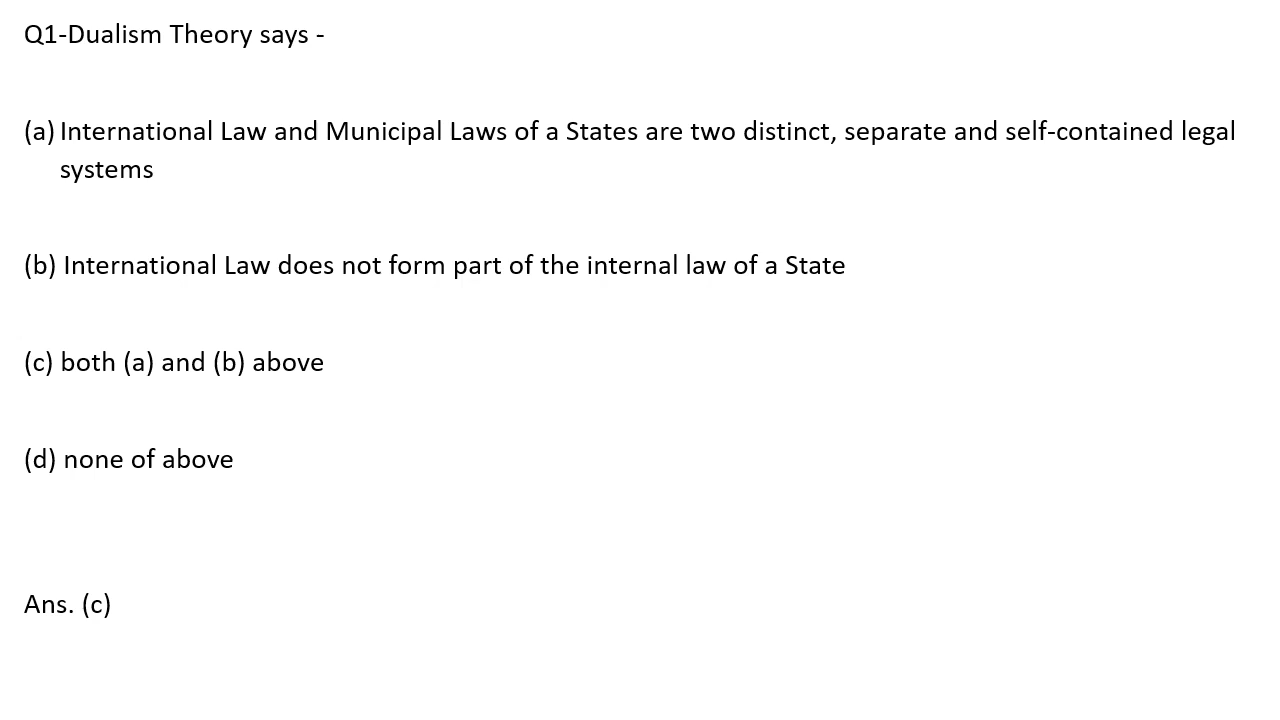 Q1-Dualism Theory says -
(a) International Law and Municipal Laws of a States are two distinct, separate and self-contained legal
systems
(b) International Law does not form part of the internal law of a State
(c) both (a) and (b) above
(d) none of above
Ans. (c)